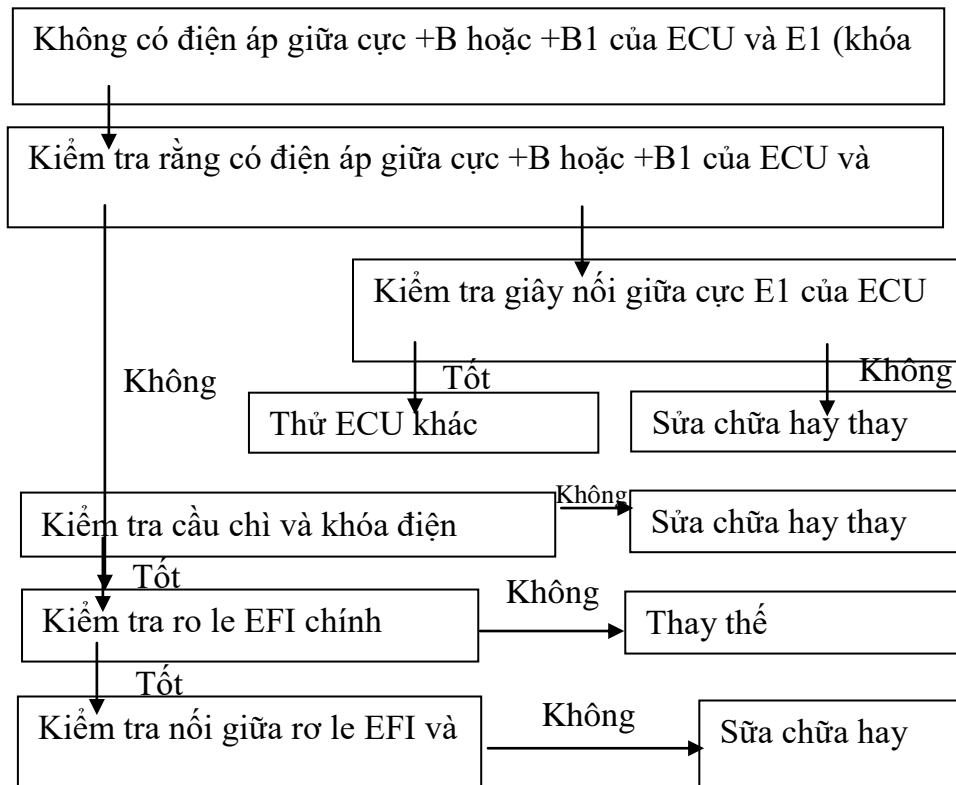 Không có điện áp giữa cực +B hoặc +B1 của ECU và E1 (khóa
Kiểm tra rằng có điện áp giữa cực +B hoặc +B1 của ECU và
Kiểm tra giây nối giữa cực E1 của ECU
Không
Tốt
Không
Thử ECU khác
Sửa chữa hay thay
Kiểm tra cầu chì và khóa điện
Không
Sửa chữa hay thay
Tốt
Kiểm tra ro le EFI chính
Không
Thay thế
Tốt
Kiểm tra nối giữa rơ le EFI và
Không
Sữa chữa hay